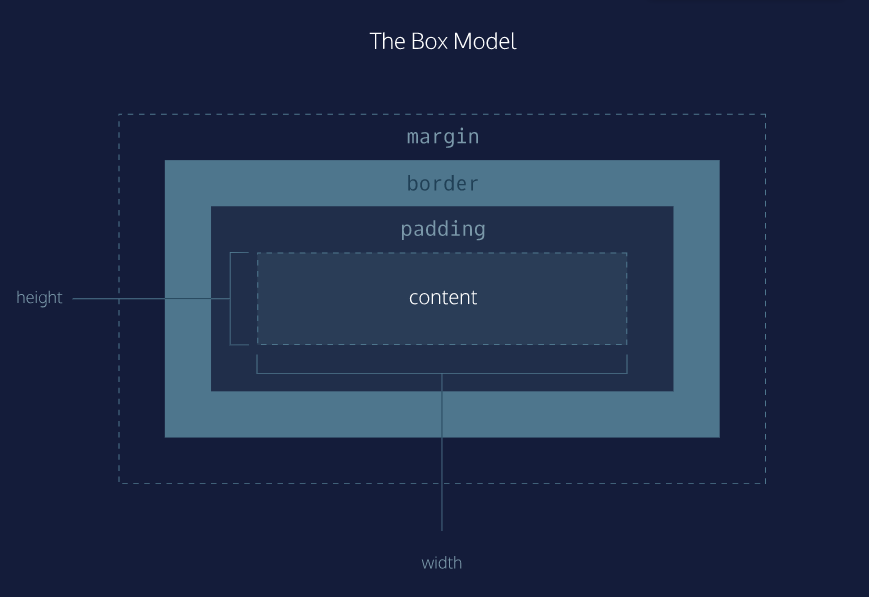 The Box Model
margin
border
padding
content
height
width